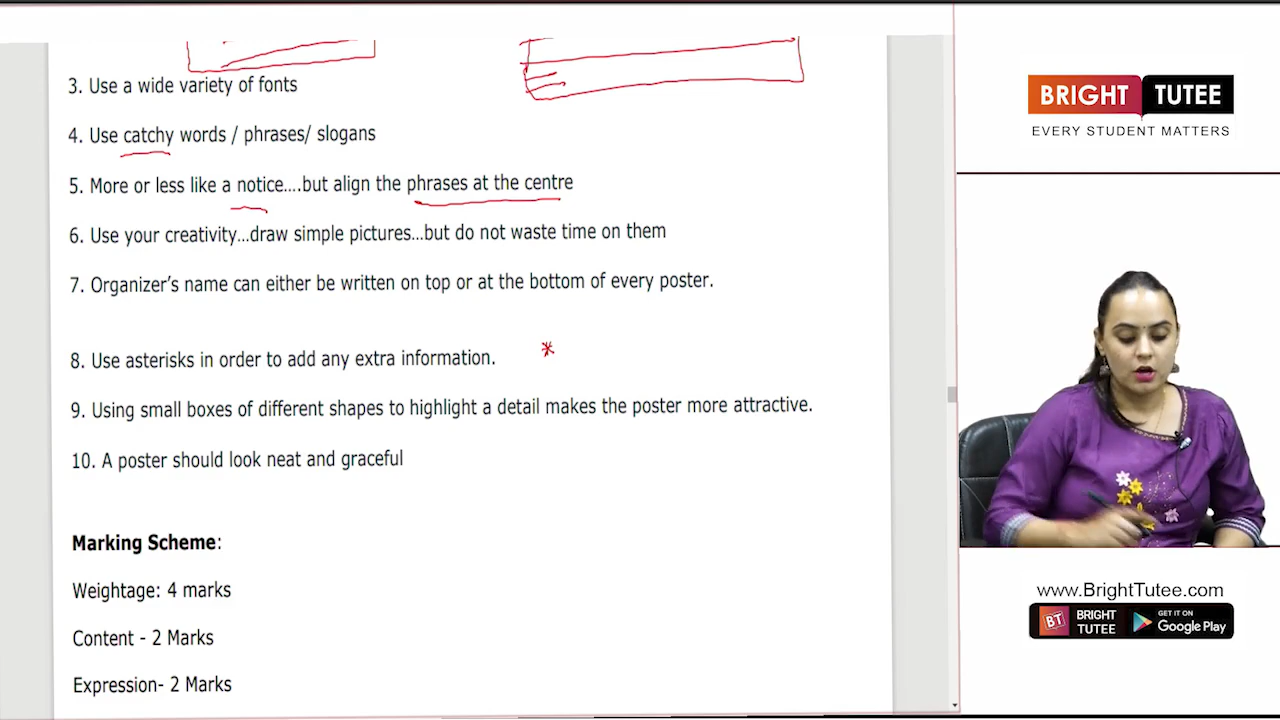 3. Use a wide variety of fonts
4. Use catchy words / phrases/ slogans
5. More or less like a notice....but align the phrases at the centre
6. Use your creativity...draw simple pictures...but do not waste time on them
7. Organizer's name can either be written on top or at the bottom of every poster.
8. Use asterisks in order to add any extra information. *
9. Using small boxes of different shapes to highlight a detail makes the poster more attractive.
10. A poster should look neat and graceful
Marking Scheme:
Weightage: 4 marks
Content - 2 Marks
Expression- 2 Marks
BRIGHT TUTEE
EVERY STUDENT MATTERS
www.BrightTutee.com
BT BRIGHT TUTEE
GET IT ON
Google Play